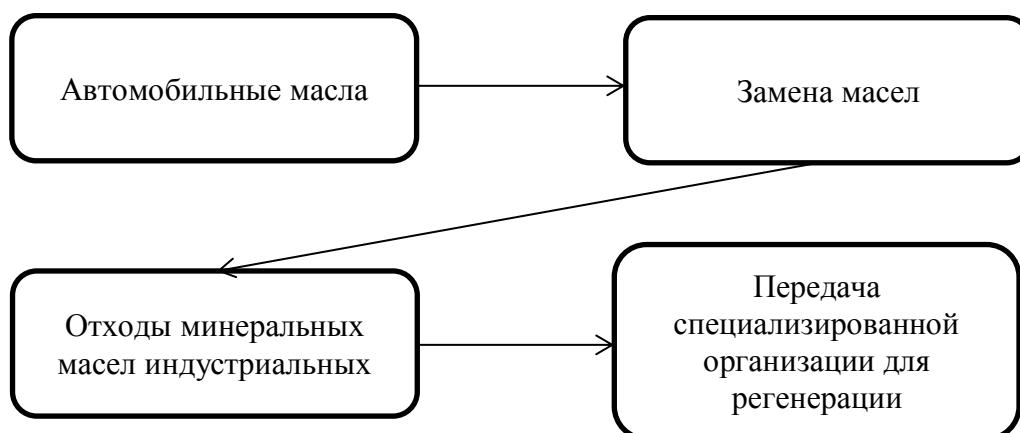 Автомобильные масла
Замена масел
Отходы минеральных
масел индустриальных
Передача
специализированной
организации для
регенерации